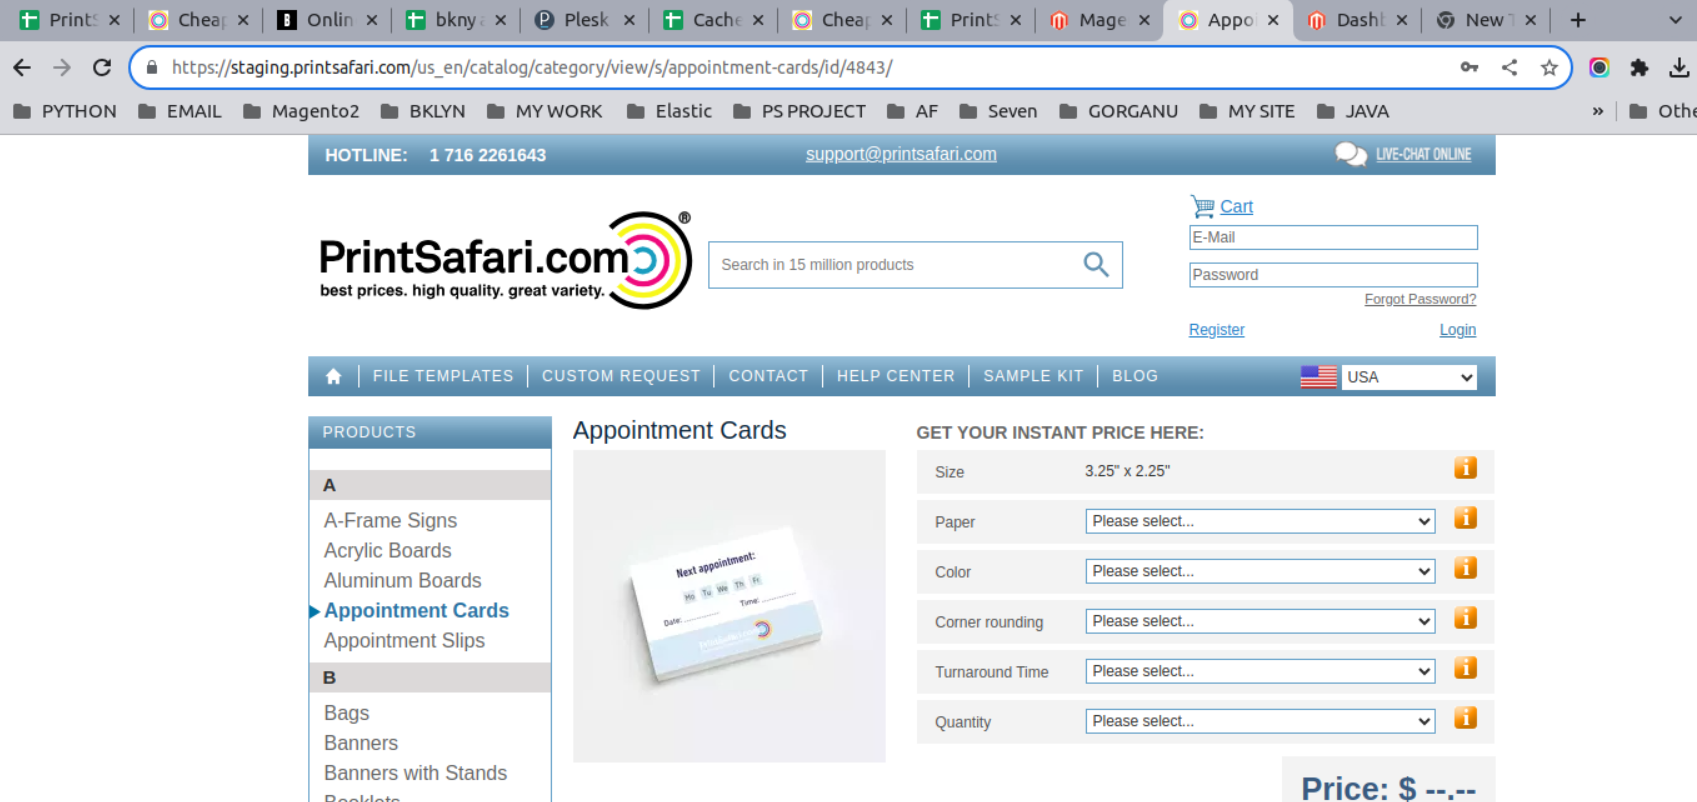 PrintS Cheap Onlin bkny a Plesk Cache Cheap PrintS Mage Appoi Dashb New T
https://staging.printsafari.com/us_en/catalog/category/view/s/appointment-cards/id/4843/
PYTHON EMAIL Magento2 BKLYN MY WORK Elastic PS PROJECT AF Seven GORGANU MY SITE JAVA » Othe
HOTLINE: 1 716 2261643 support@printsafari.com LIVE-CHAT ONLINE
Cart
PrintSafari.com®
best prices. high quality. great variety.
Search in 15 million products
E-Mail
Password
Forgot Password?
Register Login
FILE TEMPLATES CUSTOM REQUEST CONTACT HELP CENTER SAMPLE KIT BLOG USA
PRODUCTS
A
A-Frame Signs
Acrylic Boards
Aluminum Boards
Appointment Cards
Appointment Slips
B
Bags
Banners
Banners with Stands
Booklets
Appointment Cards
Next appointment:
Mo Tu We Th Fr
Date: Time:
PrintSafari.com
GET YOUR INSTANT PRICE HERE:
Size 3.25" x 2.25"
Paper Please select...
Color Please select...
Corner rounding Please select...
Turnaround Time Please select...
Quantity Please select...
Price: $ --.--